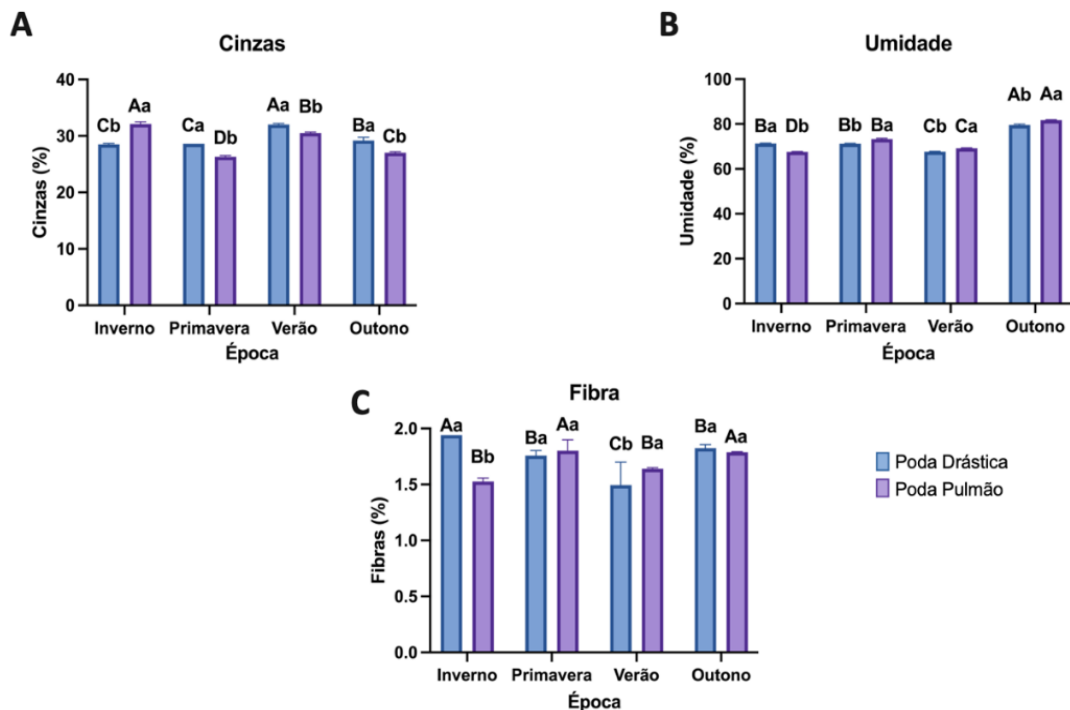 A
Cinzas
Cinzas (%)
40
30
20
10
0
Cb
Aa
Ca
Db
Aa
Bb
Ba
Cb
Inverno
Primavera
Verão
Outono
Época
B
Umidade
Umidade (%)
100
80
60
40
20
0
Ba
Db
Bb
Ba
Cb
Ca
Ab
Aa
Inverno
Primavera
Verão
Outono
Época
C
Fibra
Fibras (%)
2.0
1.5
1.0
0.5
0.0
Aa
Bb
Ba
Aa
Cb
Ba
Ba
Aa
Inverno
Primavera
Verão
Outono
Época
Poda Drástica
Poda Pulmão